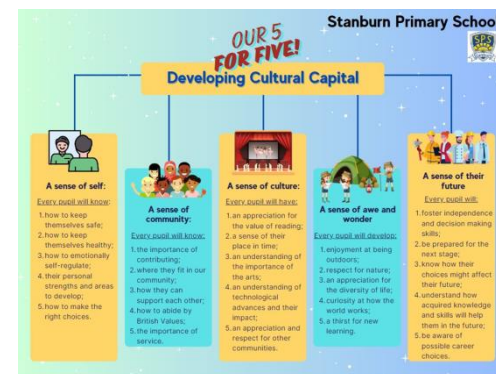 Stanburn Primary Schoo
OUR 5
FOR FIVE!
SPS
Developing Cultural Capital
A sense of self:
Every pupil will know:
1. how to keep
themselves safe;
2. how to keep
themselves healthy;
3. how to emotionally
self-regulate;
4. their personal
strengths and areas
to develop;
5. how to make the
right choices.
A sense of
community:
Every pupil will know:
1. the importance of
contributing;
2. where they fit in our
community;
3. how they can
support each other;
4. how to abide by
British Values;
5. the importance of
service.
A sense of culture:
Every pupil will have:
1. an appreciation for
the value of reading;
2. a sense of their
place in time;
3. an understanding of
the importance of the
arts;
4. an understanding of
technological
advances and their
impact;
5. an appreciation and
respect for other
communities.
A sense of awe and
wonder
Every pupil will develop:
1. enjoyment at being
outdoors;
2. respect for nature;
3. an appreciation for
the diversity of life;
4. curiosity at how the
world works;
5. a thirst for new
learning.
A sense of their
future
Every pupil will:
1. foster independence
and decision making
skills;
2. be prepared for the
next stage;
3. know how their
choices might affect
their future;
4. understand how
acquired knowledge
and skills will help
them in the future;
5. be aware of
possible career
choices.